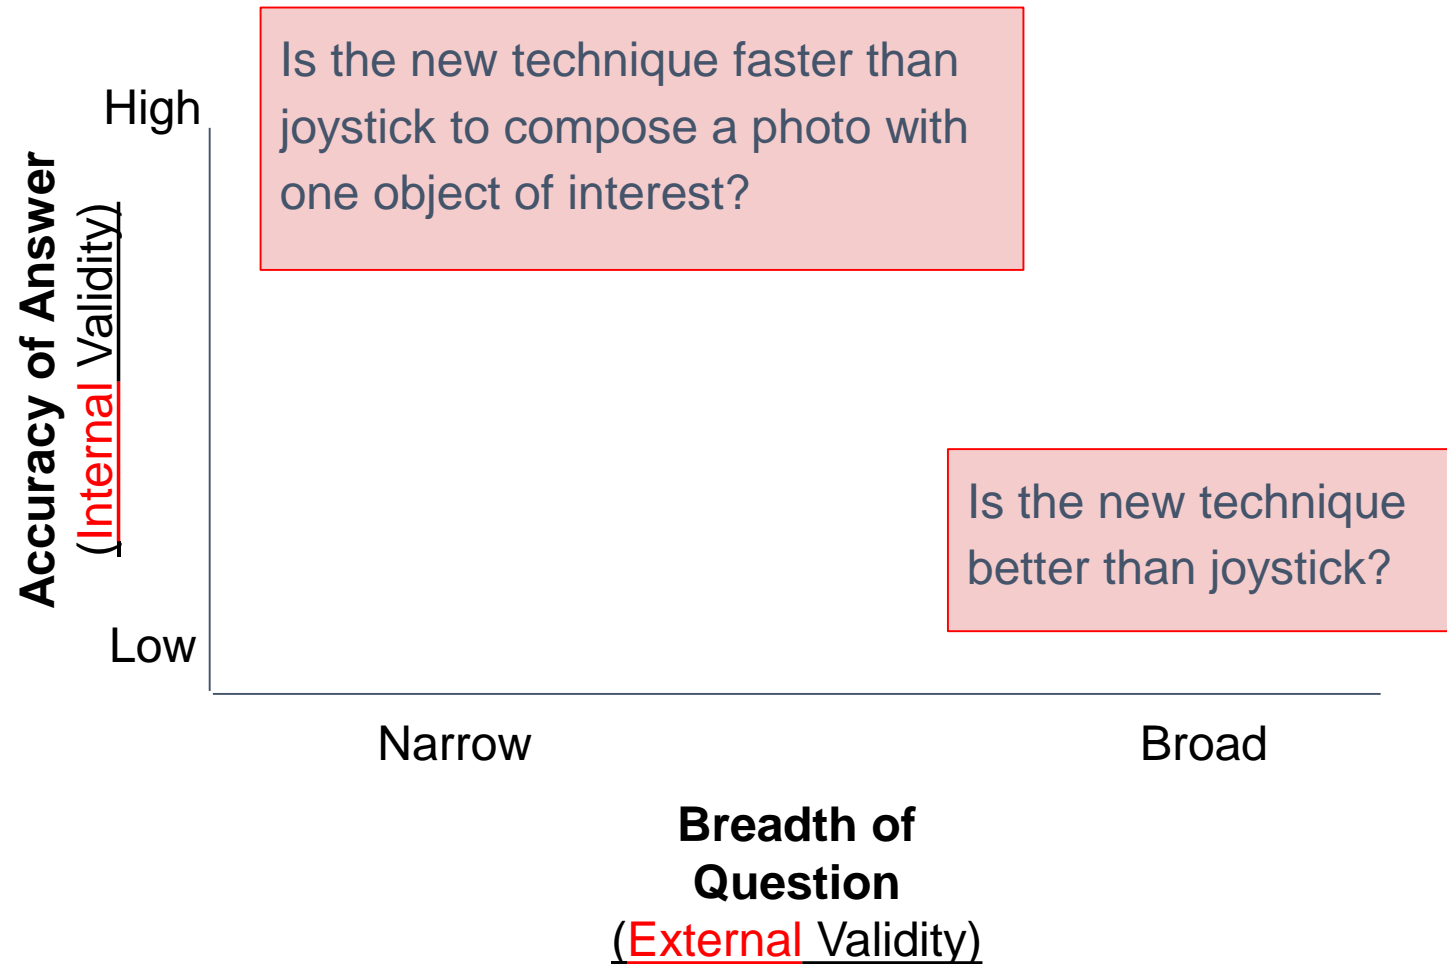 Is the new technique faster than
joystick to compose a photo with
one object of interest?
High
Accuracy of Answer
(Internal Validity)
Is the new technique
better than joystick?
Low
Narrow
Broad
Breadth of
Question
(External Validity)